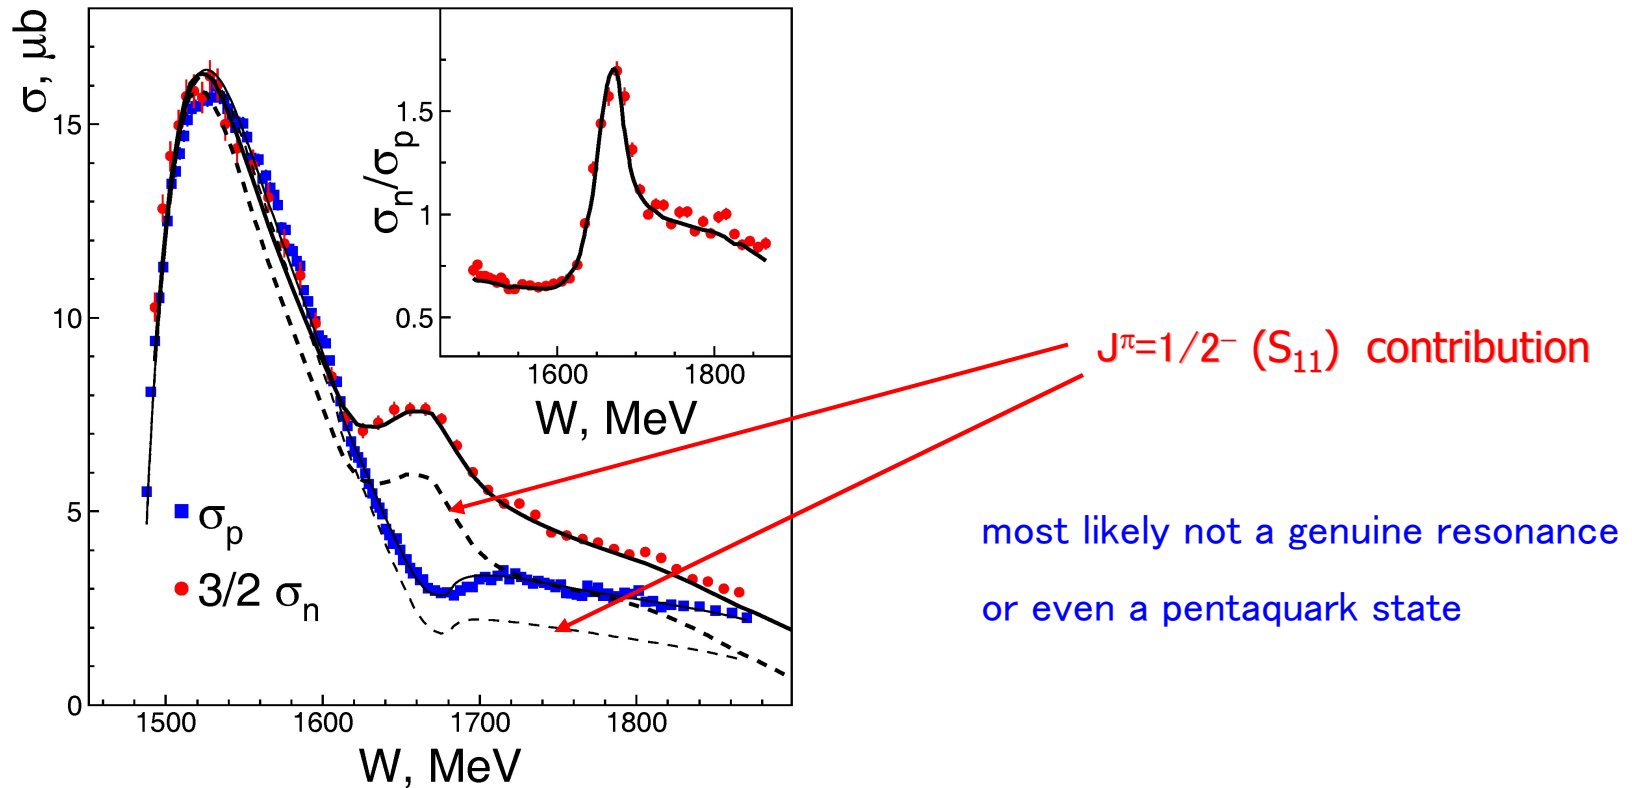 σ, μb
15
10
5
0
1500 1600 1700 1800
W, MeV
σp
3/2 σn
σn/σp
1.5
1
0.5
1600 1800
W, MeV
Jπ=1/2− (S11) contribution
most likely not a genuine resonance
or even a pentaquark state